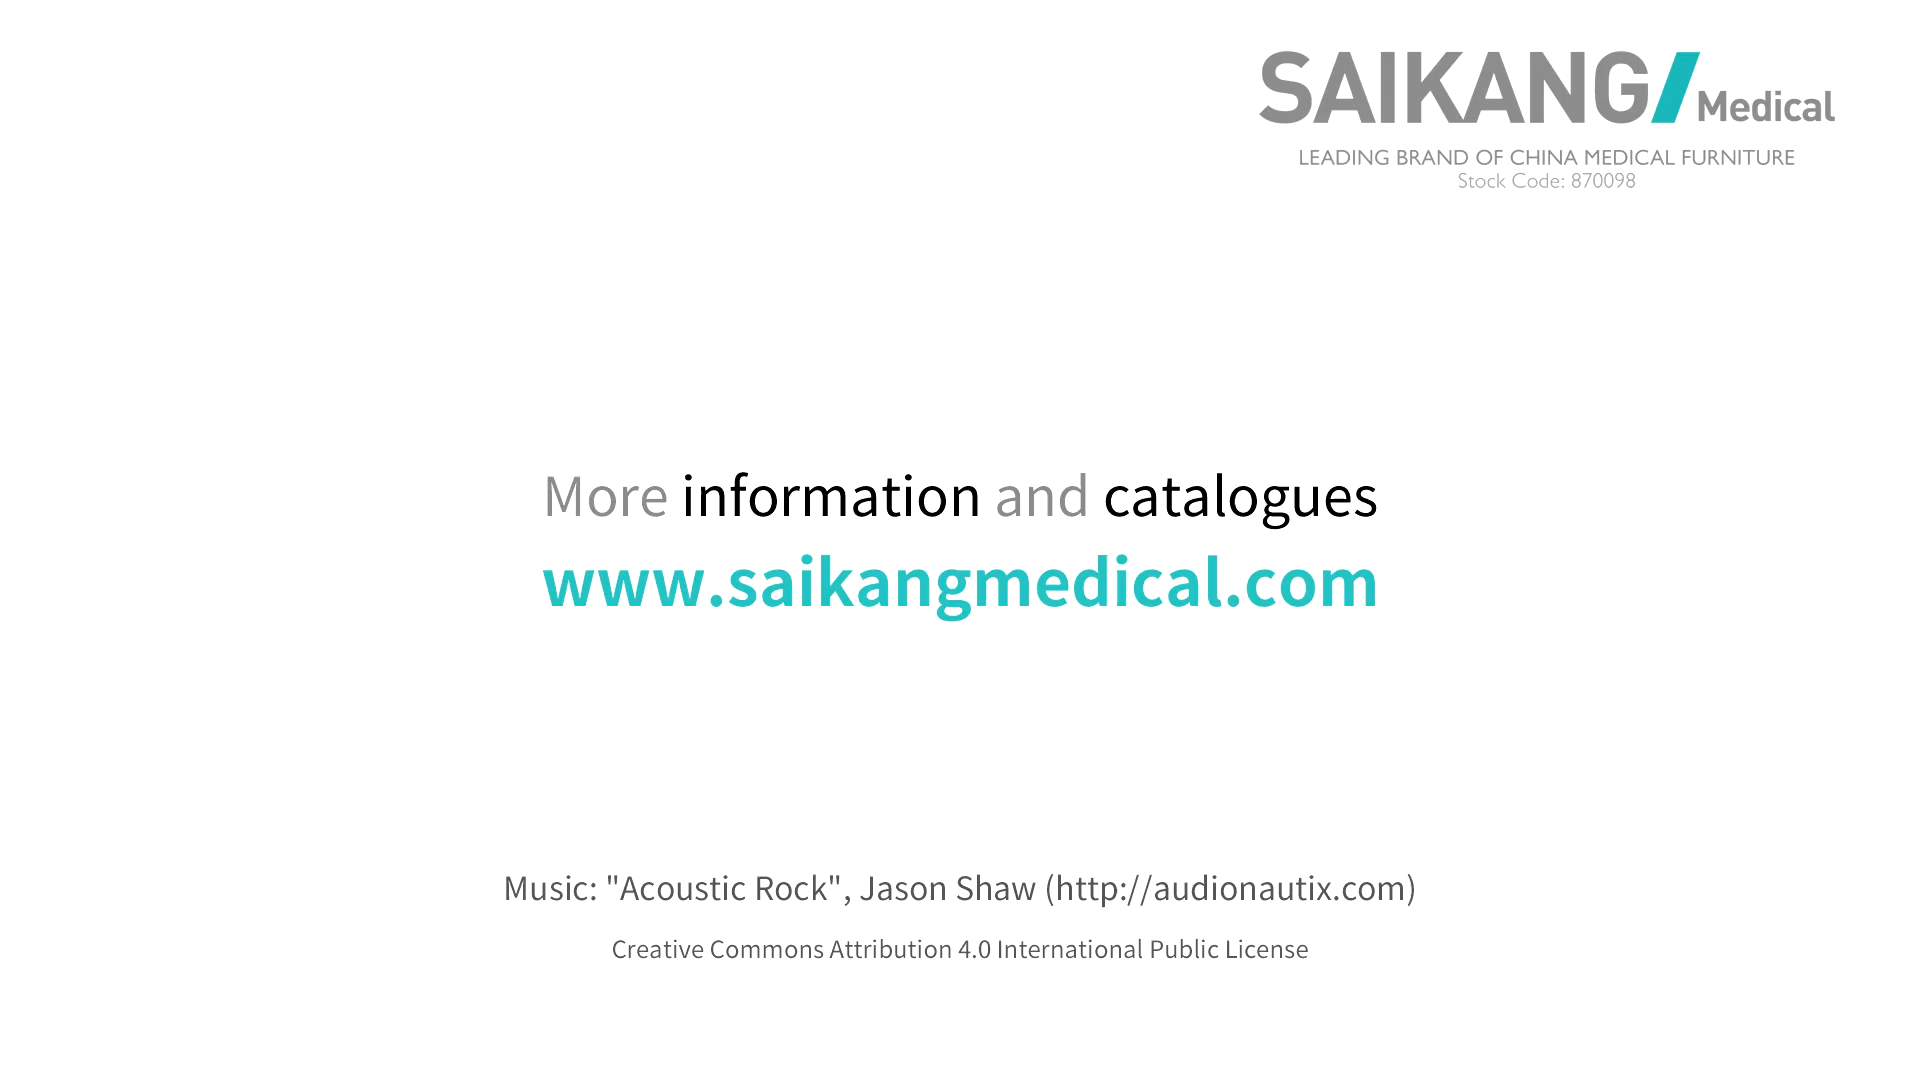 SAIKANG/Medical
LEADING BRAND OF CHINA MEDICAL FURNITURE
Stock Code: 870098
More information and catalogues
www.saikangmedical.com
Music: "Acoustic Rock", Jason Shaw (http://audionautix.com)
Creative Commons Attribution 4.0 International Public License